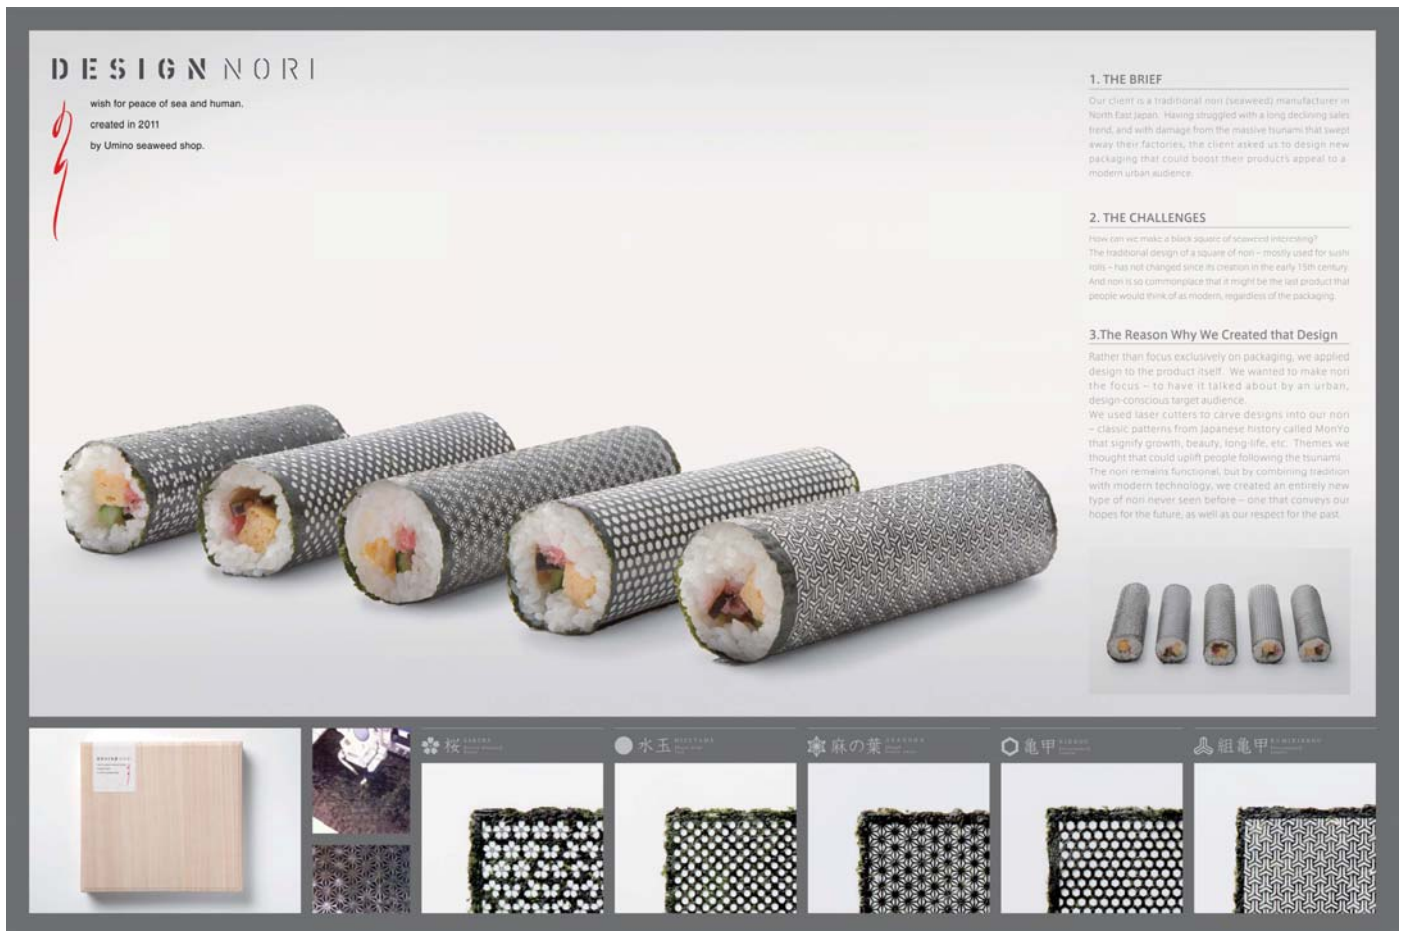 DESIGN NORI
のり
wish for peace of sea and human.
created in 2011
by Umino seaweed shop.
1. THE BRIEF
Our client is a traditional nori (seaweed) manufacturer in
North East Japan. Having struggled with a long declining sales
trend, and with damage from the massive tsunami that swept
away their factories, the client asked us to design new
packaging that could boost their product's appeal to a
modern urban audience.
2. THE CHALLENGES
How can we make a black square of seaweed interesting?
The traditional design of a square of nori – mostly used for sushi
rolls – has not changed since its creation in the early 15th century.
And nori is so commonplace that it might be the last product that
people would think of as modern, regardless of the packaging.
3.The Reason Why We Created that Design
Rather than focus exclusively on packaging, we applied
design to the product itself. We wanted to make nori
the focus – to have it talked about by an urban,
design-conscious target audience.
We used laser cutters to carve designs into our nori
– classic patterns from Japanese history called MonYo
that signify growth, beauty, long-life, etc. Themes we
thought that could uplift people following the tsunami.
The nori remains functional, but by combining tradition
with modern technology, we created an entirely new
type of nori never seen before – one that conveys our
hopes for the future, as well as our respect for the past.
DESIGN NORI
桜 SAKURA
水玉 MIZUTAMA
麻の葉 ASANOHA
亀甲 KIKKOU
組亀甲 KUMIKIKKOU